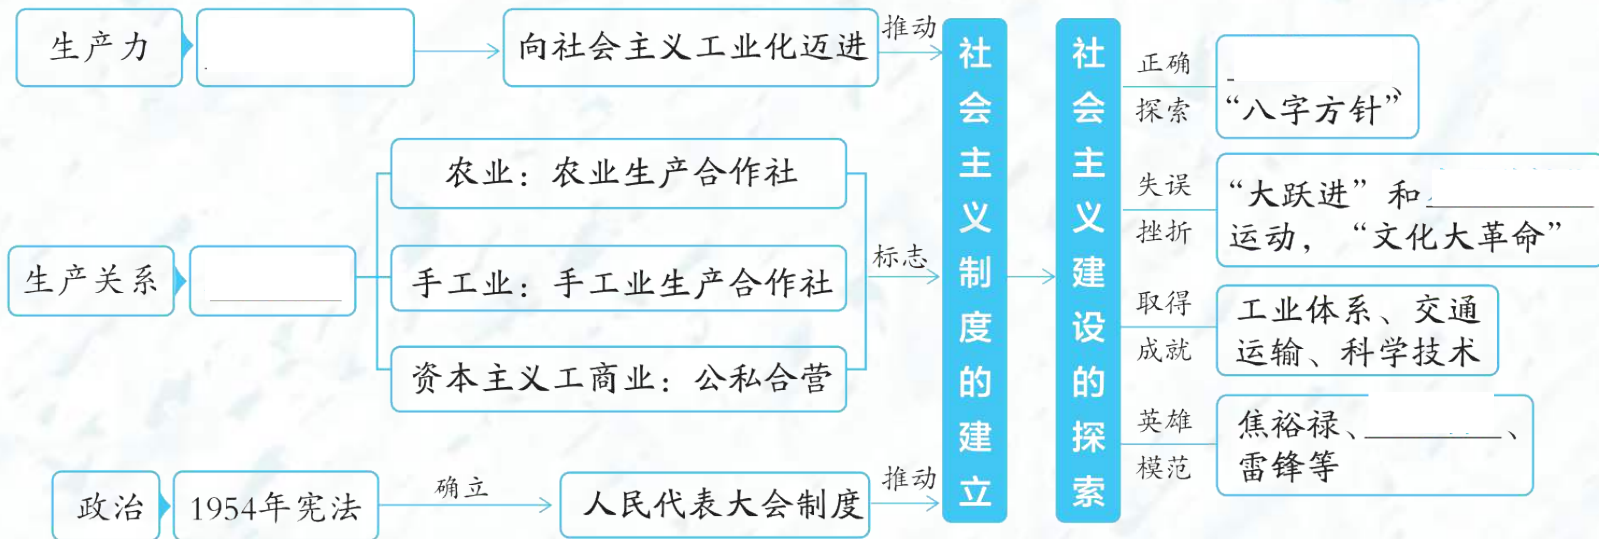 生产力
向社会主义工业化迈进
推动
生产关系
农业：农业生产合作社
手工业：手工业生产合作社
资本主义工商业：公私合营
标志
政治
1954年宪法
确立
人民代表大会制度
推动
社会主义制度的建立
社会主义建设的探索
正确
探索
、
“八字方针”
失误
挫折
“大跃进”和
运动，“文化大革命”
取得
成就
工业体系、交通
运输、科学技术
英雄
模范
焦裕禄、、
雷锋等